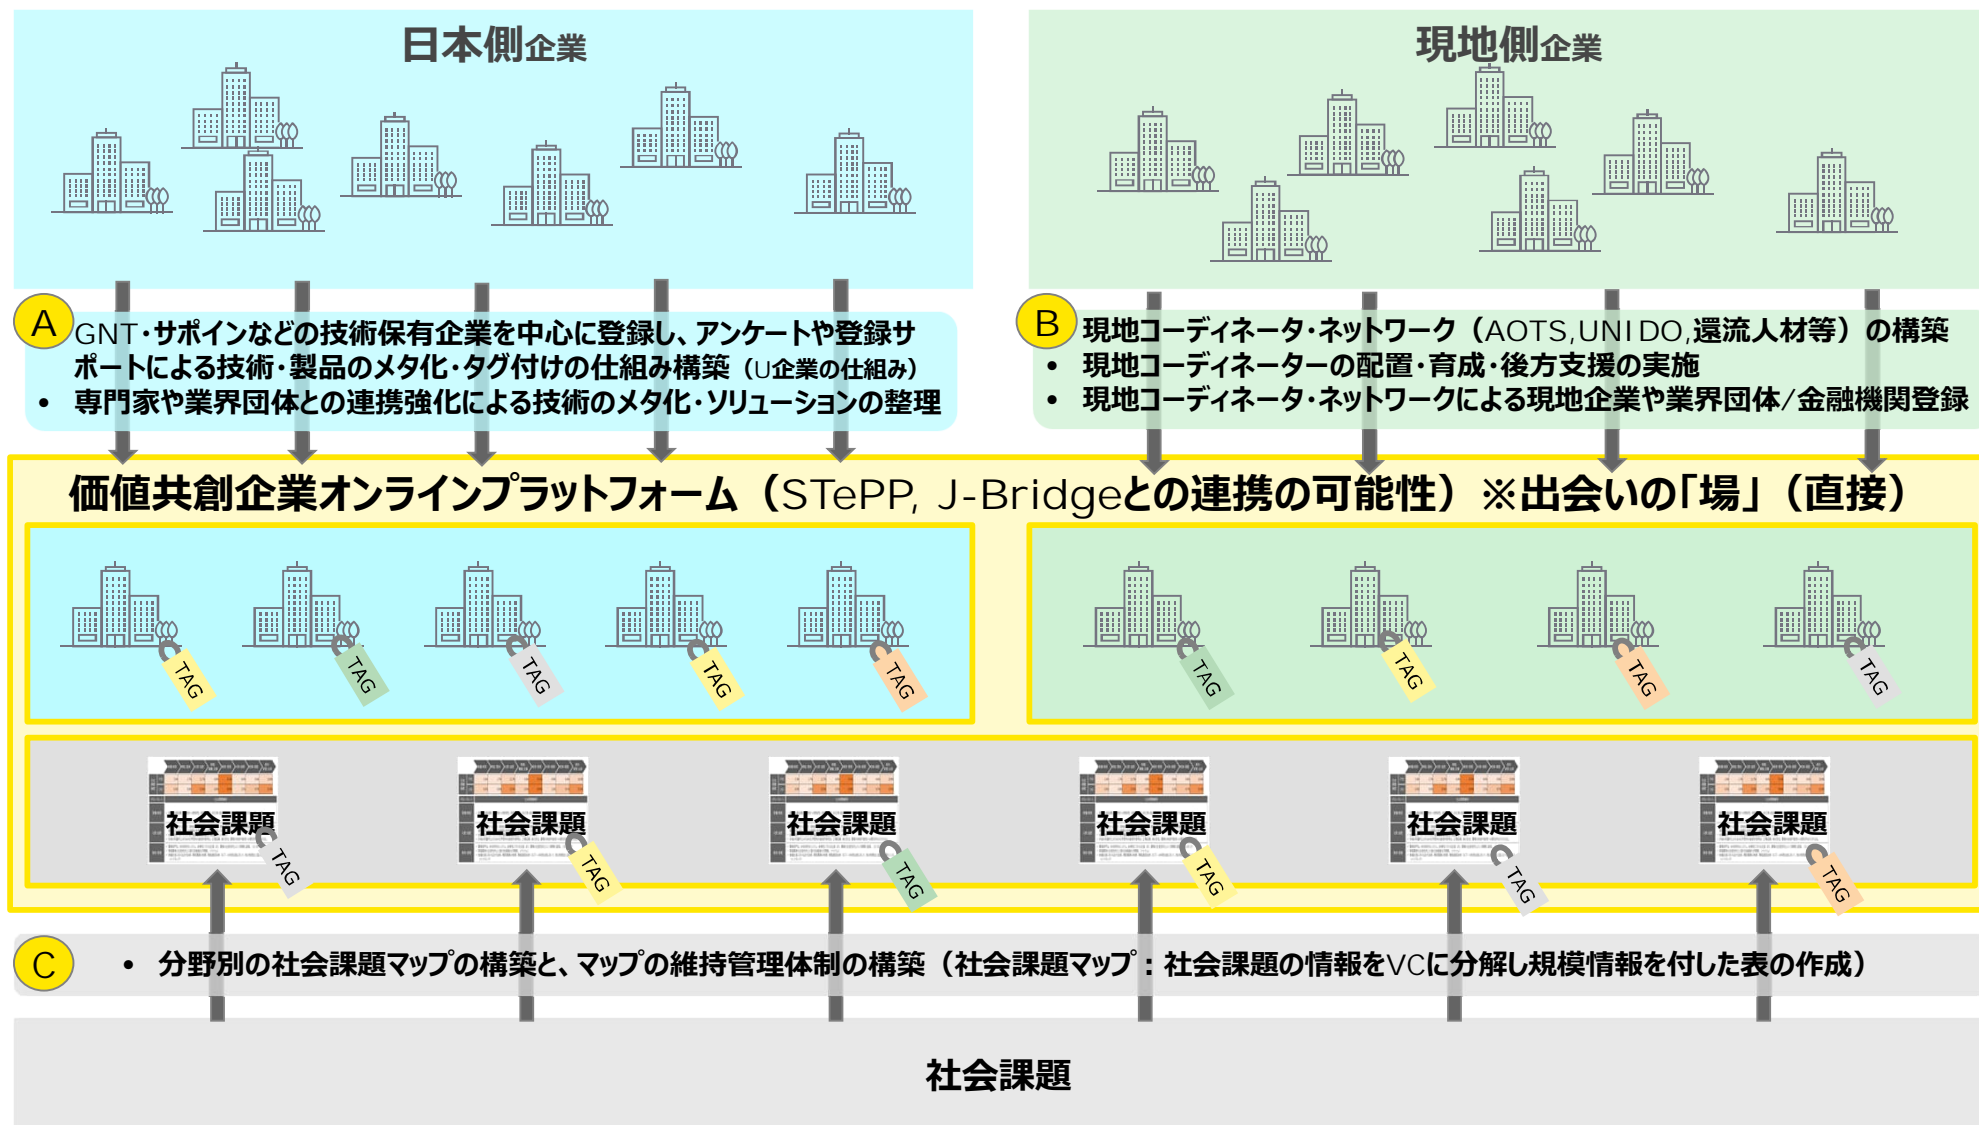 日本側企業
現地側企業
A
GNT・サポインなどの技術保有企業を中心に登録し、アンケートや登録サ
ポートによる技術・製品のメタ化・タグ付けの仕組み構築（U企業の仕組み）
• 専門家や業界団体との連携強化による技術のメタ化・ソリューションの整理
B
現地コーディネータ・ネットワーク（AOTS,UNIDO,還流人材等）の構築
• 現地コーディネーターの配置・育成・後方支援の実施
• 現地コーディネータ・ネットワークによる現地企業や業界団体/金融機関登録
価値共創企業オンラインプラットフォーム（STePP, J-Bridgeとの連携の可能性）※出会いの「場」（直接）
TAG
TAG
TAG
TAG
TAG
TAG
TAG
TAG
TAG
社会課題
社会課題
社会課題
社会課題
社会課題
社会課題
TAG
TAG
TAG
TAG
TAG
TAG
C
• 分野別の社会課題マップの構築と、マップの維持管理体制の構築（社会課題マップ：社会課題の情報をVCに分解し規模情報を付した表の作成）
社会課題